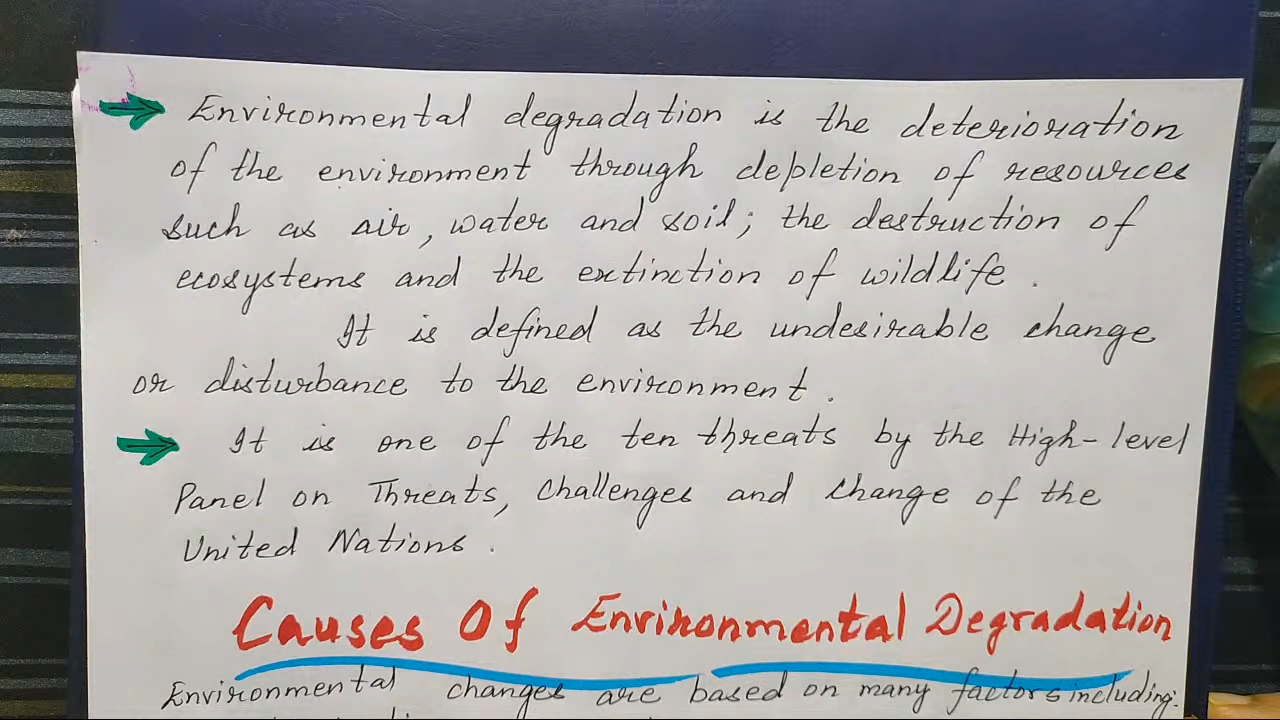 Environmental degradation is the deterioration
of the environment through depletion of resources
such as air, water and soil; the destruction of
ecosystems and the extinction of wildlife.
It is defined as the undesirable change
or disturbance to the environment.
It is one of the ten threats by the High-level
Panel on Threats, Challenges and Change of the
United Nations.
Causes Of Environmental Degradation
Environmental changes are based on many factors including: